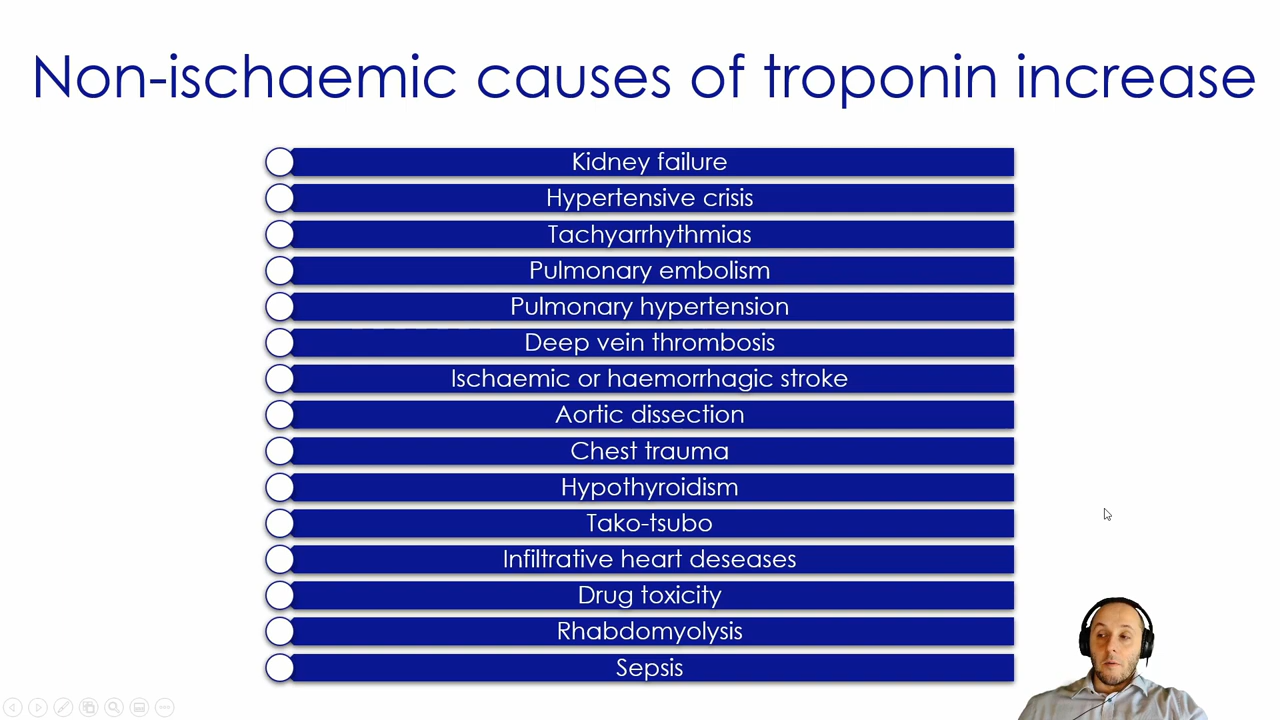 Non-ischaemic causes of troponin increase
Kidney failure
Hypertensive crisis
Tachyarrhythmias
Pulmonary embolism
Pulmonary hypertension
Deep vein thrombosis
Ischaemic or haemorrhagic stroke
Aortic dissection
Chest trauma
Hypothyroidism
Tako-tsubo
Infiltrative heart deseases
Drug toxicity
Rhabdomyolysis
Sepsis